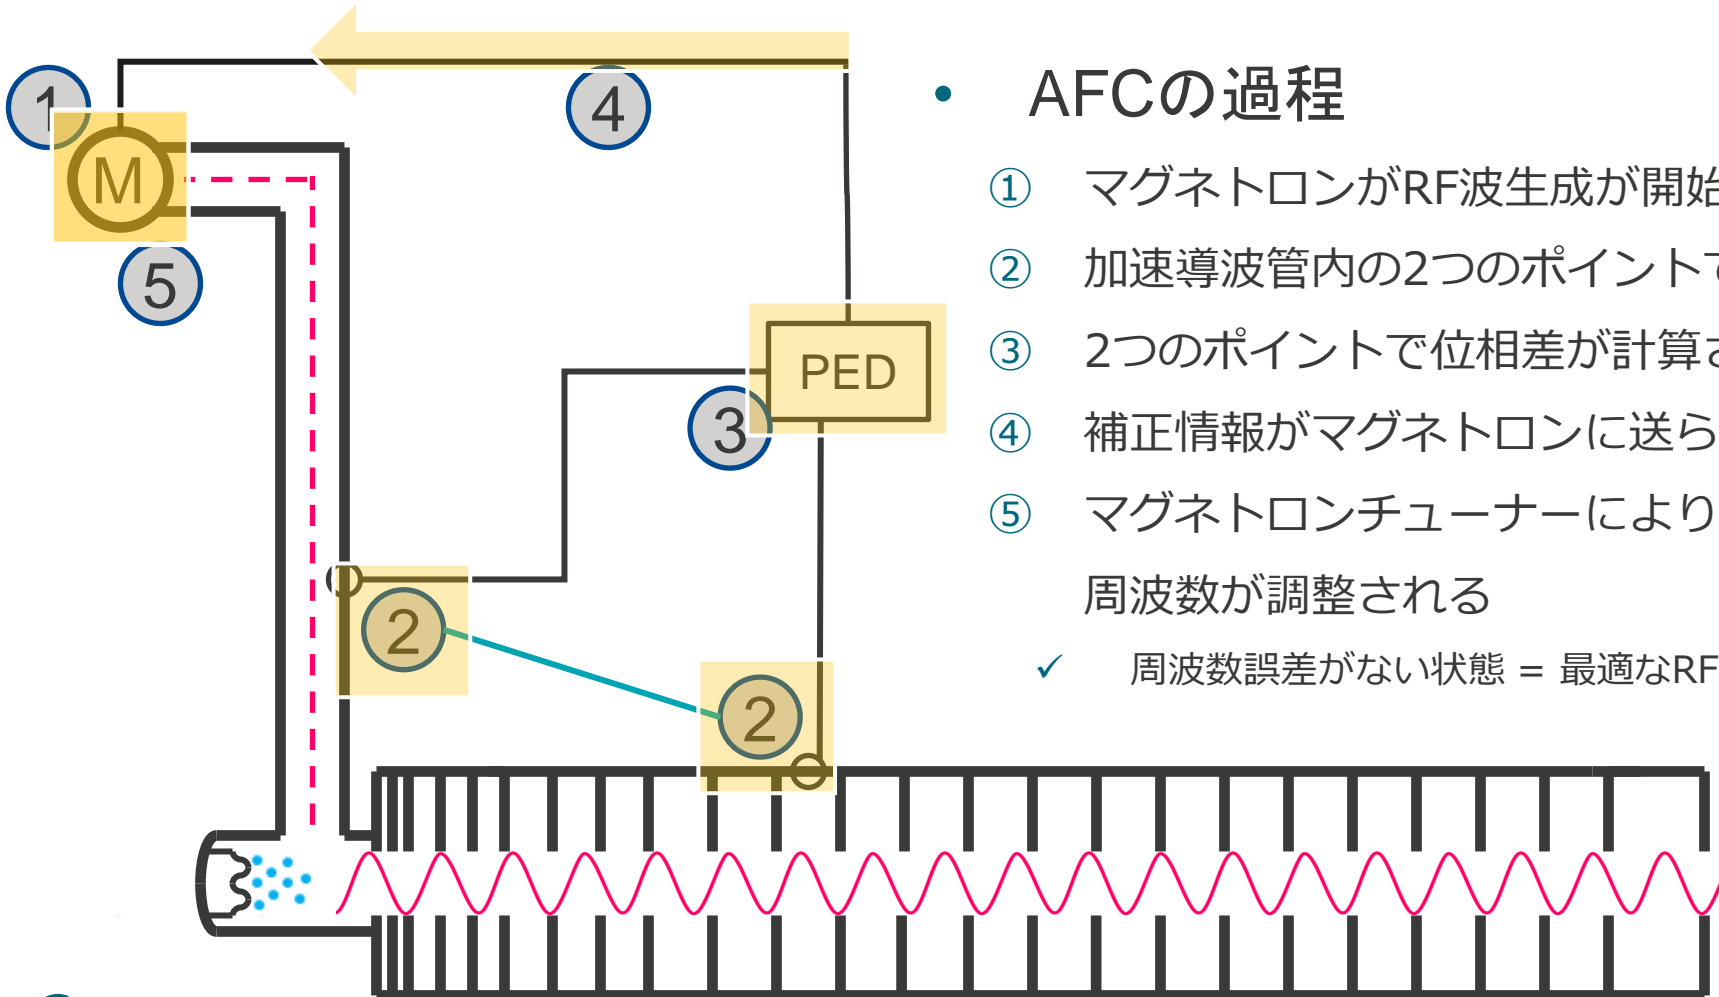 1
4
M
5
PED
3
2
2
• AFCの過程
① マグネトロンがRF波生成が開始
② 加速導波管内の2つのポイントで
③ 2つのポイントで位相差が計算さ
④ 補正情報がマグネトロンに送ら
⑤ マグネトロンチューナーにより
周波数が調整される
✓ 周波数誤差がない状態 = 最適なRF